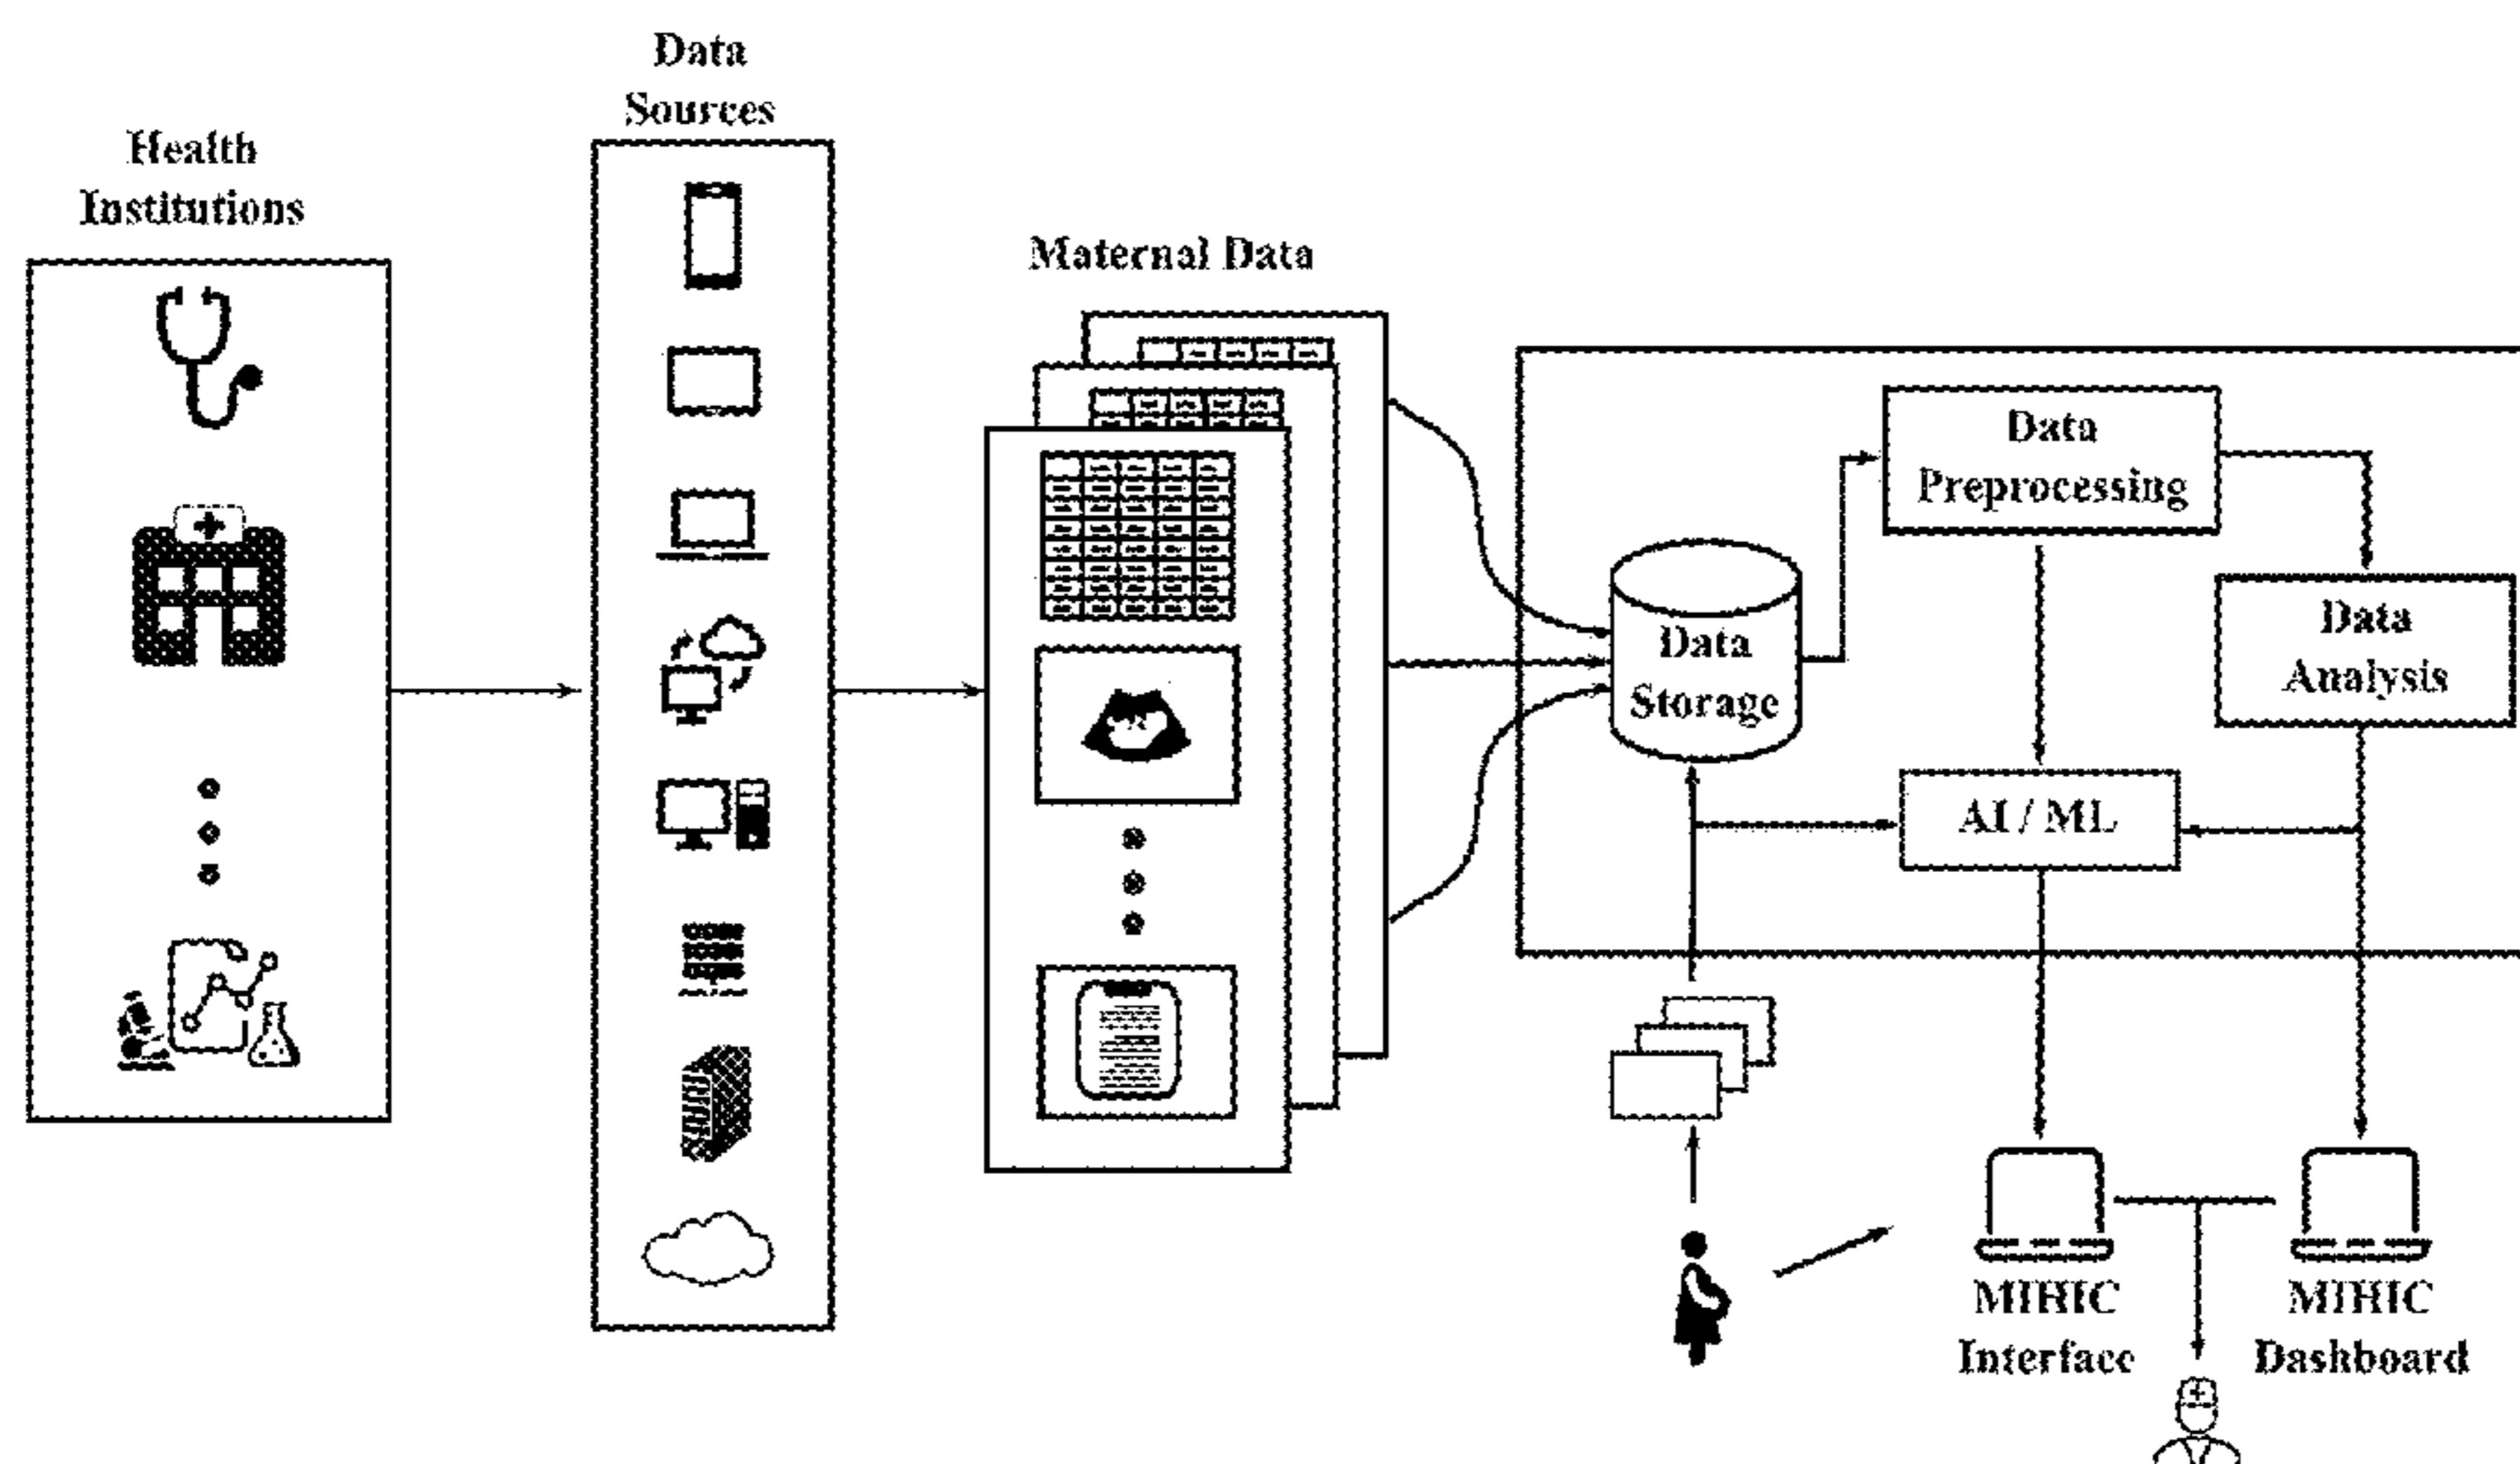 Health
Institutions
Data
Sources
Maternal Data
Data
Storage
Data
Preprocessing
Data
Analysis
AI / ML
MIHIC
Interface
MIHIC
Dashboard